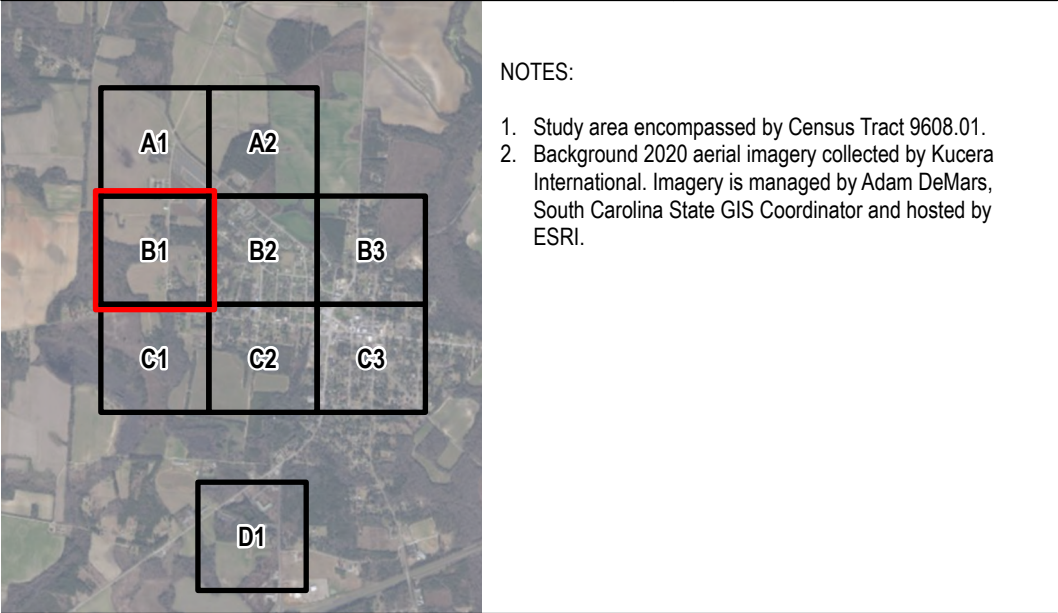 A1 A2
B1 B2 B3
C1 C2 C3
D1
NOTES:
1. Study area encompassed by Census Tract 9608.01.
2. Background 2020 aerial imagery collected by Kucera
International. Imagery is managed by Adam DeMars,
South Carolina State GIS Coordinator and hosted by
ESRI.